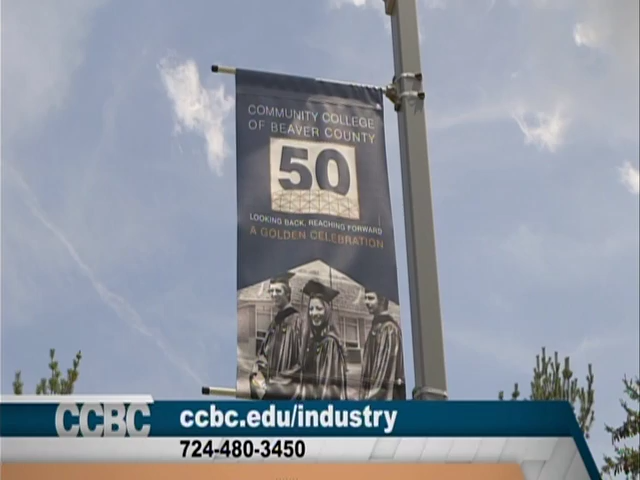 COMMUNITY COLLEGE
OF BEAVER COUNTY
50
LOOKING BACK, REACHING FORWARD
A GOLDEN CELEBRATION
CCBC
ccbc.edu/industry
724-480-3450